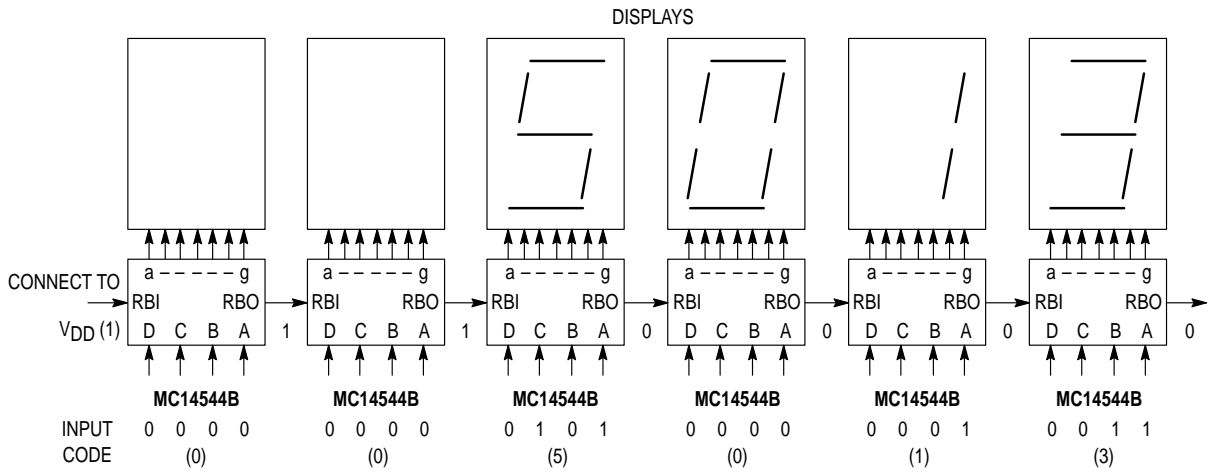 DISPLAYS
a g a g a g a g a g a g
CONNECT TO
RBI RBO RBI RBO RBI RBO RBI RBO RBI RBO RBI RBO
VDD (1) D C B A 1 D C B A 1 D C B A 0 D C B A 0 D C B A 0 D C B A 0
MC14544B MC14544B MC14544B MC14544B MC14544B MC14544B
INPUT 0 0 0 0 0 0 0 0 0 1 0 1 0 0 0 0 0 0 0 1 0 0 1 1
CODE (0) (0) (5) (0) (1) (3)